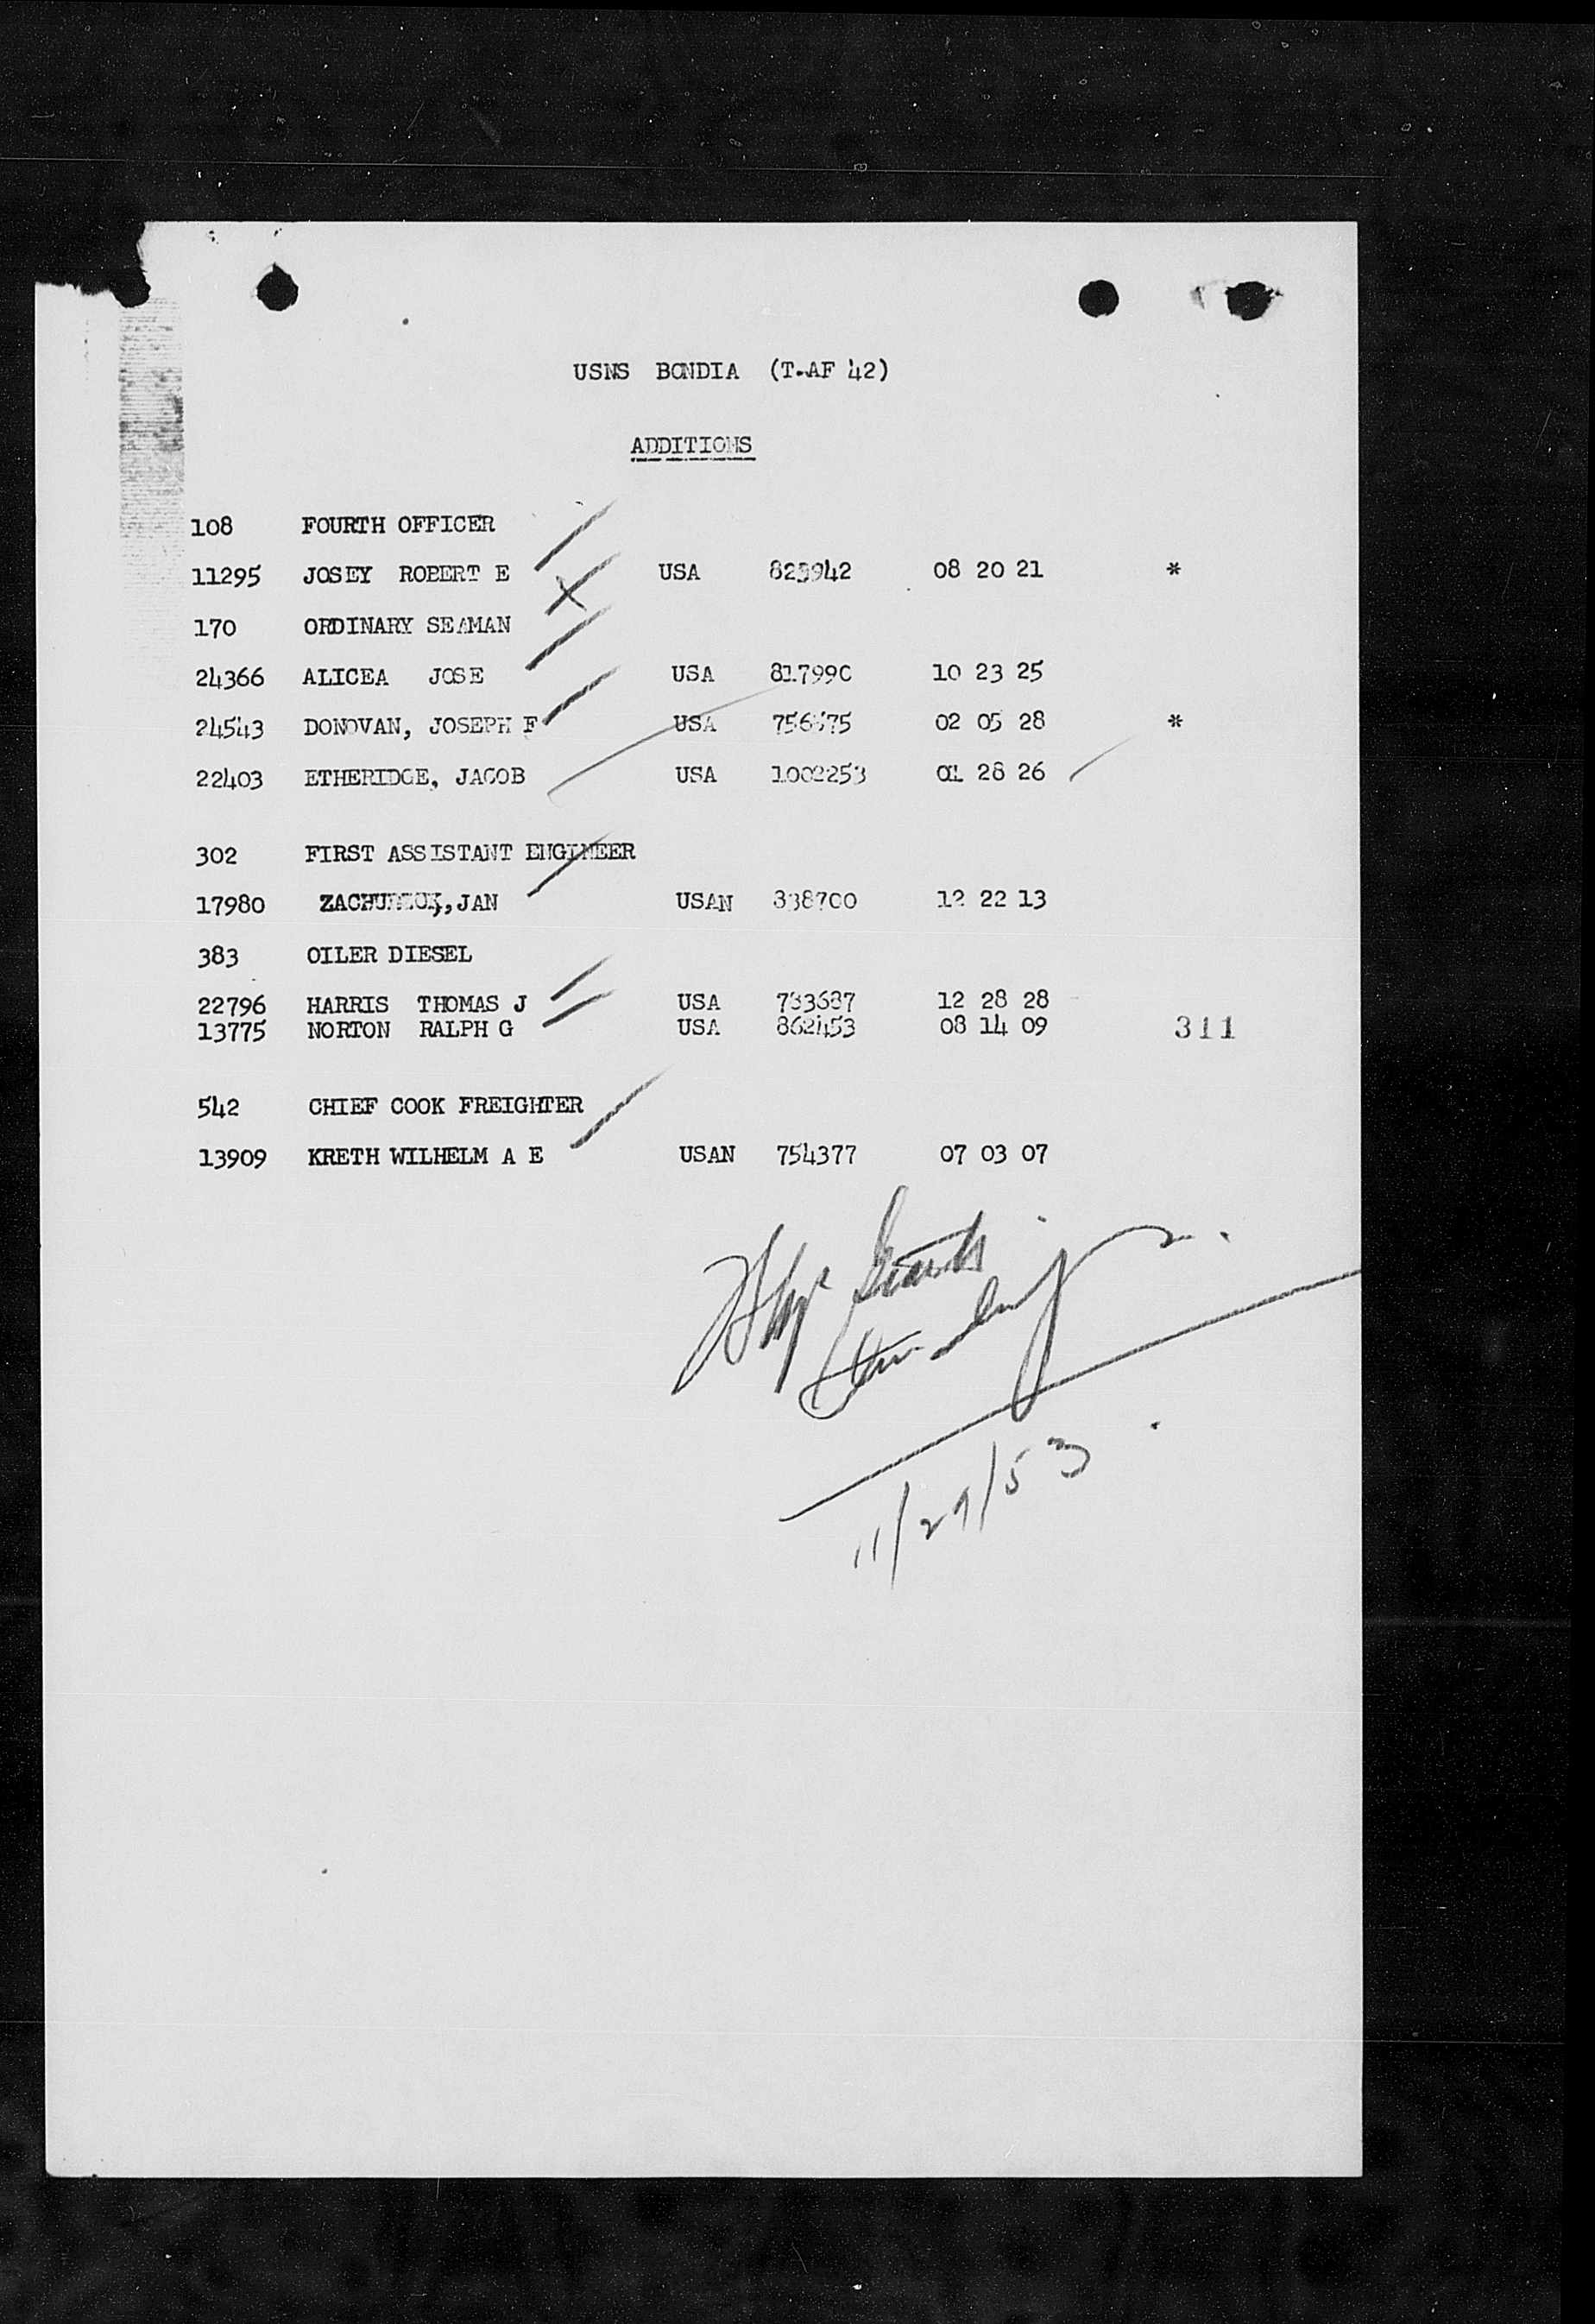 USNS BONDIA (T-AF 42)
ADDITIONS
108 FOURTH OFFICER
11295 JOSEY ROBERT E USA 08 20 21 *
170 ORDINARY SEAMAN
24366 ALICEA JOSE USA 817990 10 23 25
24543 DONOVAN, JOSEPH F USA 02 05 28 *
22403 ETHERIDGE, JACOB USA 1002253 01 28 26
302 FIRST ASSISTANT ENGINEER
17980 JAN USAN 338700 12 22 13
383 OILER DIESEL
22796 HARRIS THOMAS J USA 733687 12 28 28
13775 NORTON RALPH G USA 862453 08 14 09
311
542 CHIEF COOK FREIGHTER
13909 KRETH WILHELM A E USAN 754377 07 03 07
11/29/53